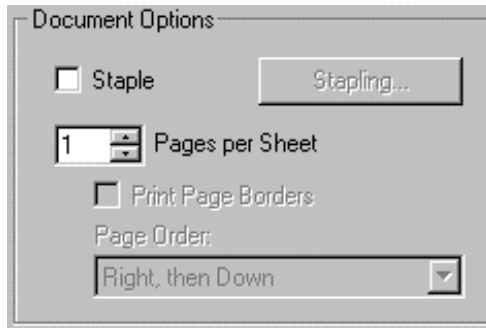 Document Options
Staple Stapling...
1 Pages per Sheet
Print Page Borders
Page Order:
Right, then Down